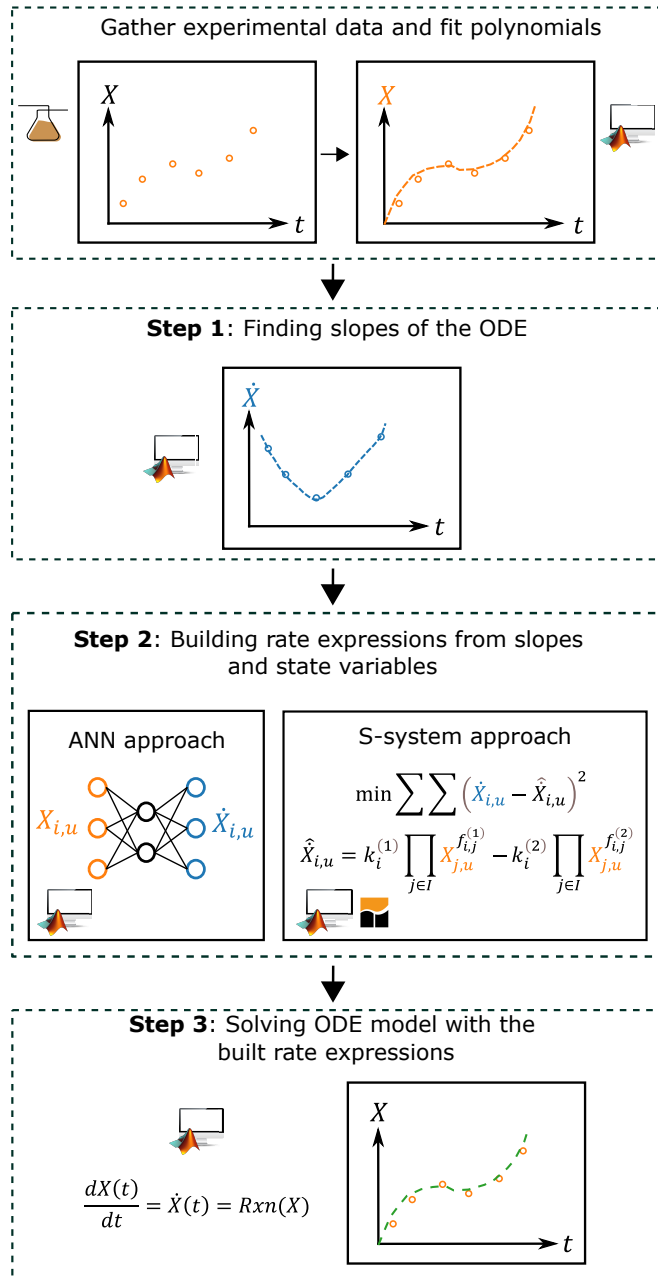 Gather experimental data and fit polynomials
X
t
X
t
Step 1: Finding slopes of the ODE
Ẋ
t
Step 2: Building rate expressions from slopes
and state variables
ANN approach
X_{i,u}
Ẋ_{i,u}
S-system approach
min ∑ ∑ (Ẋ_{i,u} − \hat{Ẋ}_{i,u})^2
\hat{Ẋ}_{i,u} = k_i^{(1)} ∏_{j∈I} X_{j,u}^{f_{i,j}^{(1)}} − k_i^{(2)} ∏_{j∈I} X_{j,u}^{f_{i,j}^{(2)}}
Step 3: Solving ODE model with the
built rate expressions
dX(t)/dt = Ẋ(t) = Rxn(X)
X
t